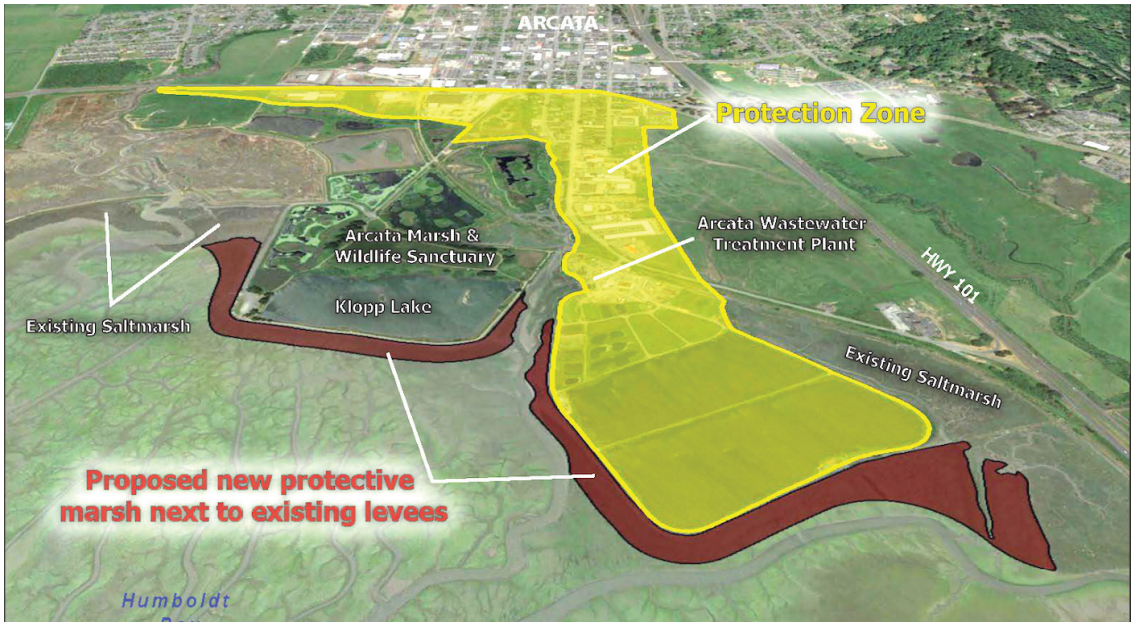 ARCATA
Protection Zone
Arcata Wastewater
Treatment Plant
HWY 101
Arcata Marsh &
Wildlife Sanctuary
Klopp Lake
Existing Saltmarsh
Existing Saltmarsh
Proposed new protective
marsh next to existing levees
Humboldt